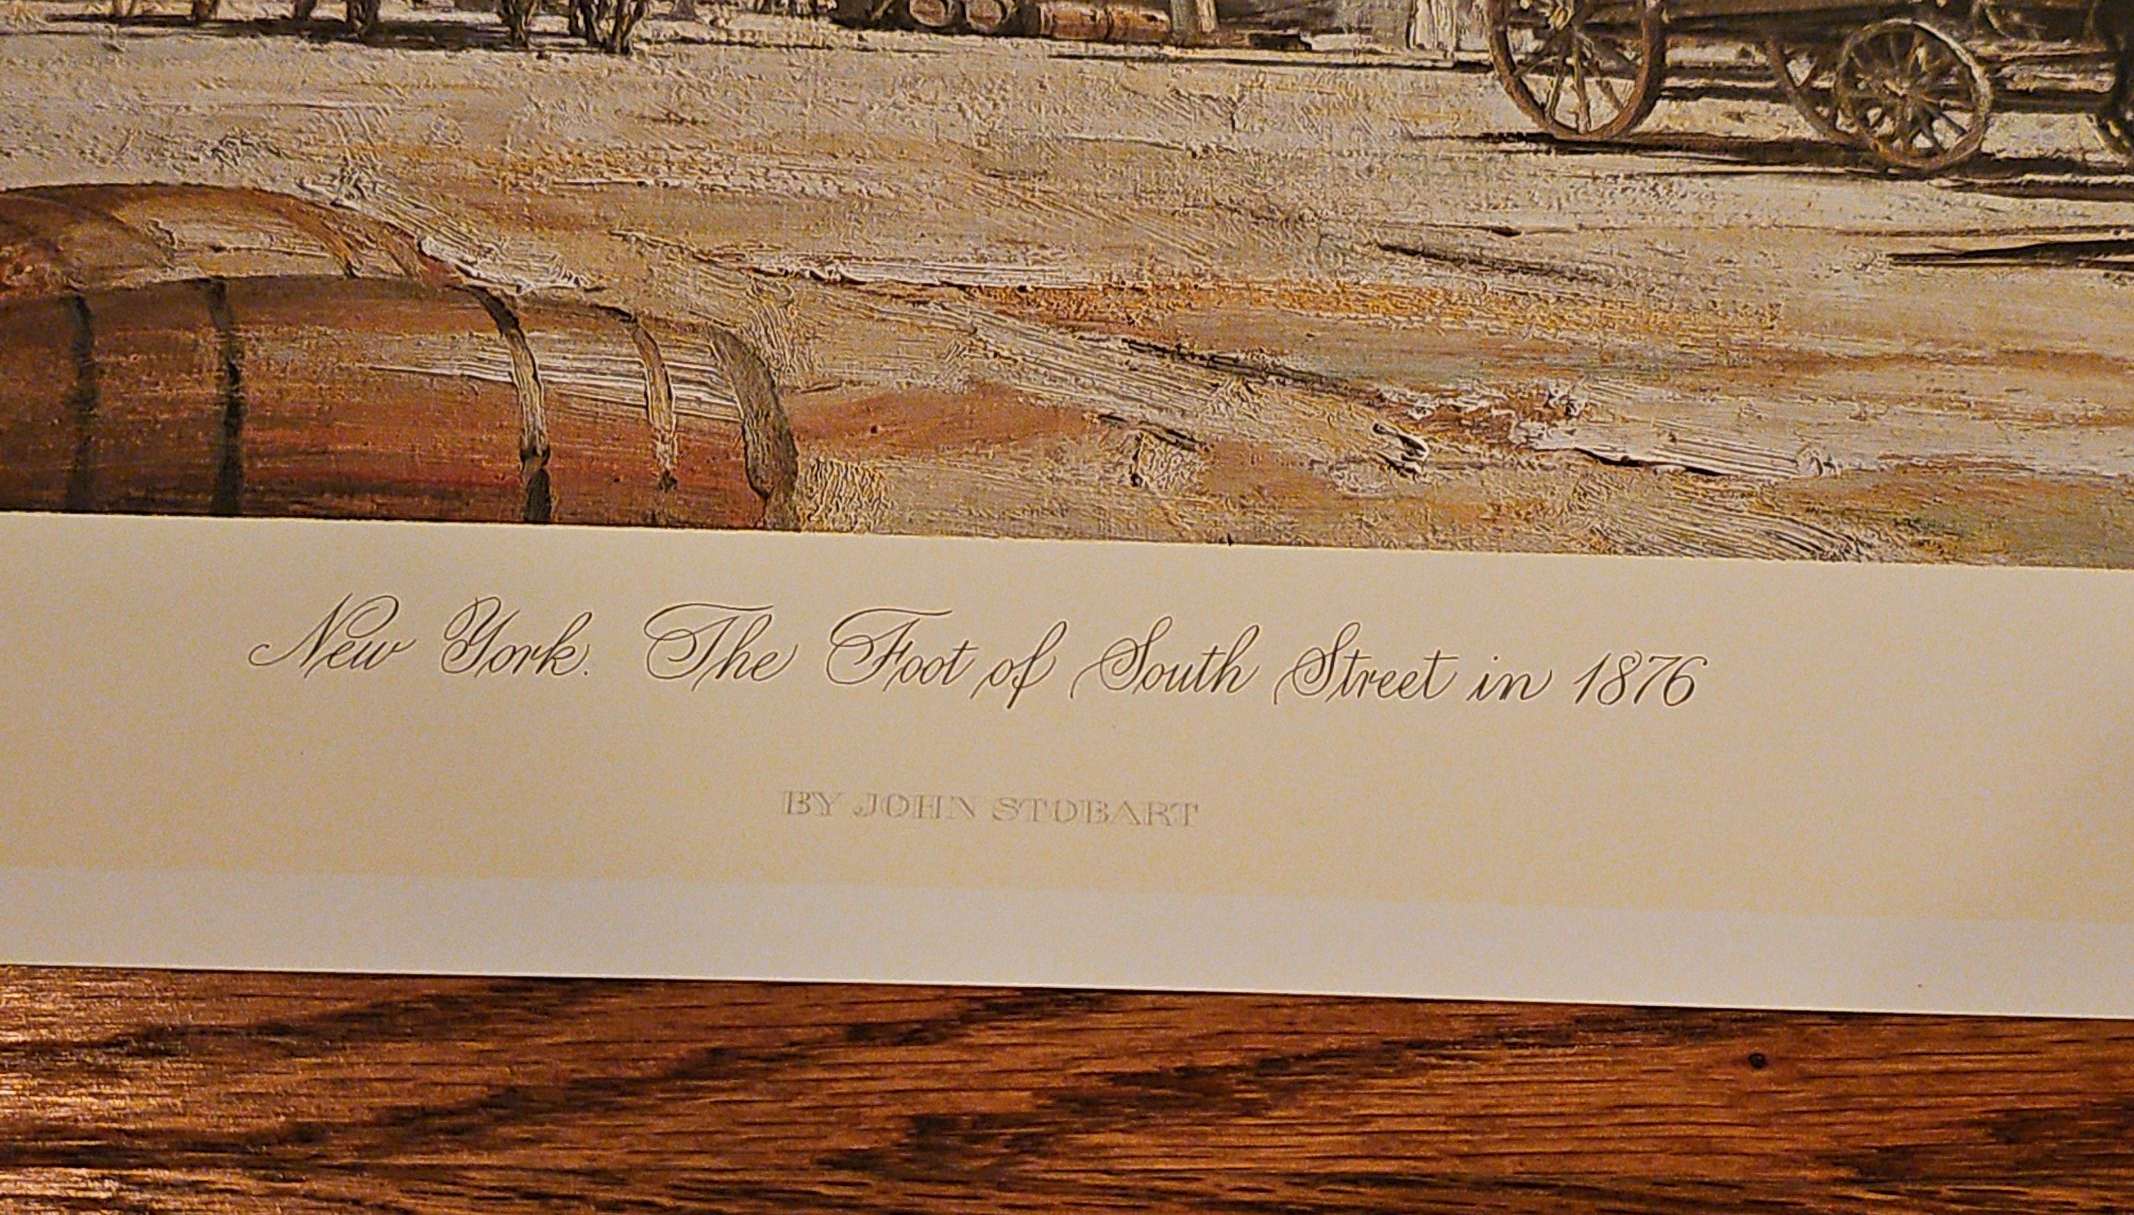 New York. The Foot of South Street in 1876
BY JOHN STOBART